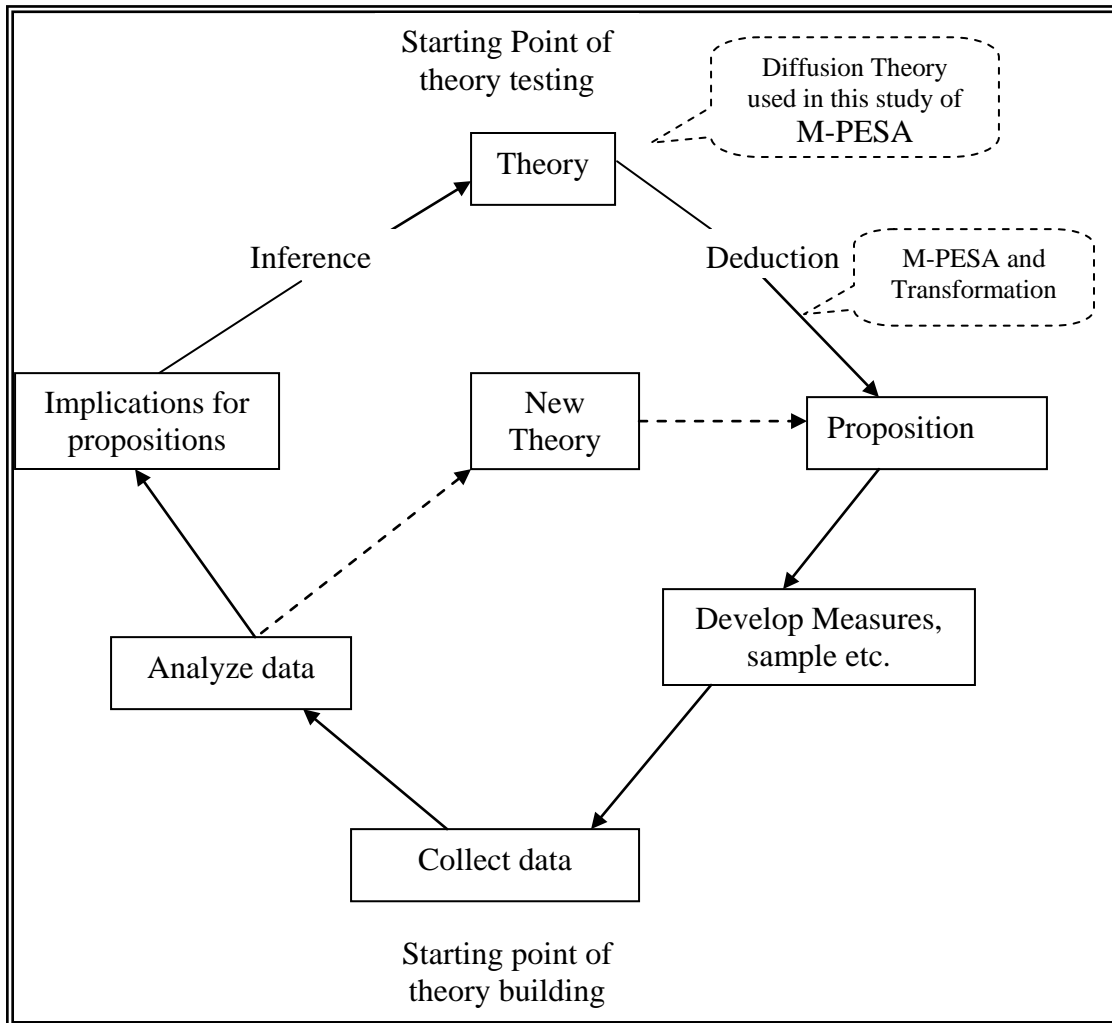 Starting Point of
theory testing
Diffusion Theory
used in this study of
M-PESA
Theory
Inference
Deduction
M-PESA and
Transformation
Implications for
propositions
New
Theory
Proposition
Develop Measures,
sample etc.
Analyze data
Collect data
Starting point of
theory building